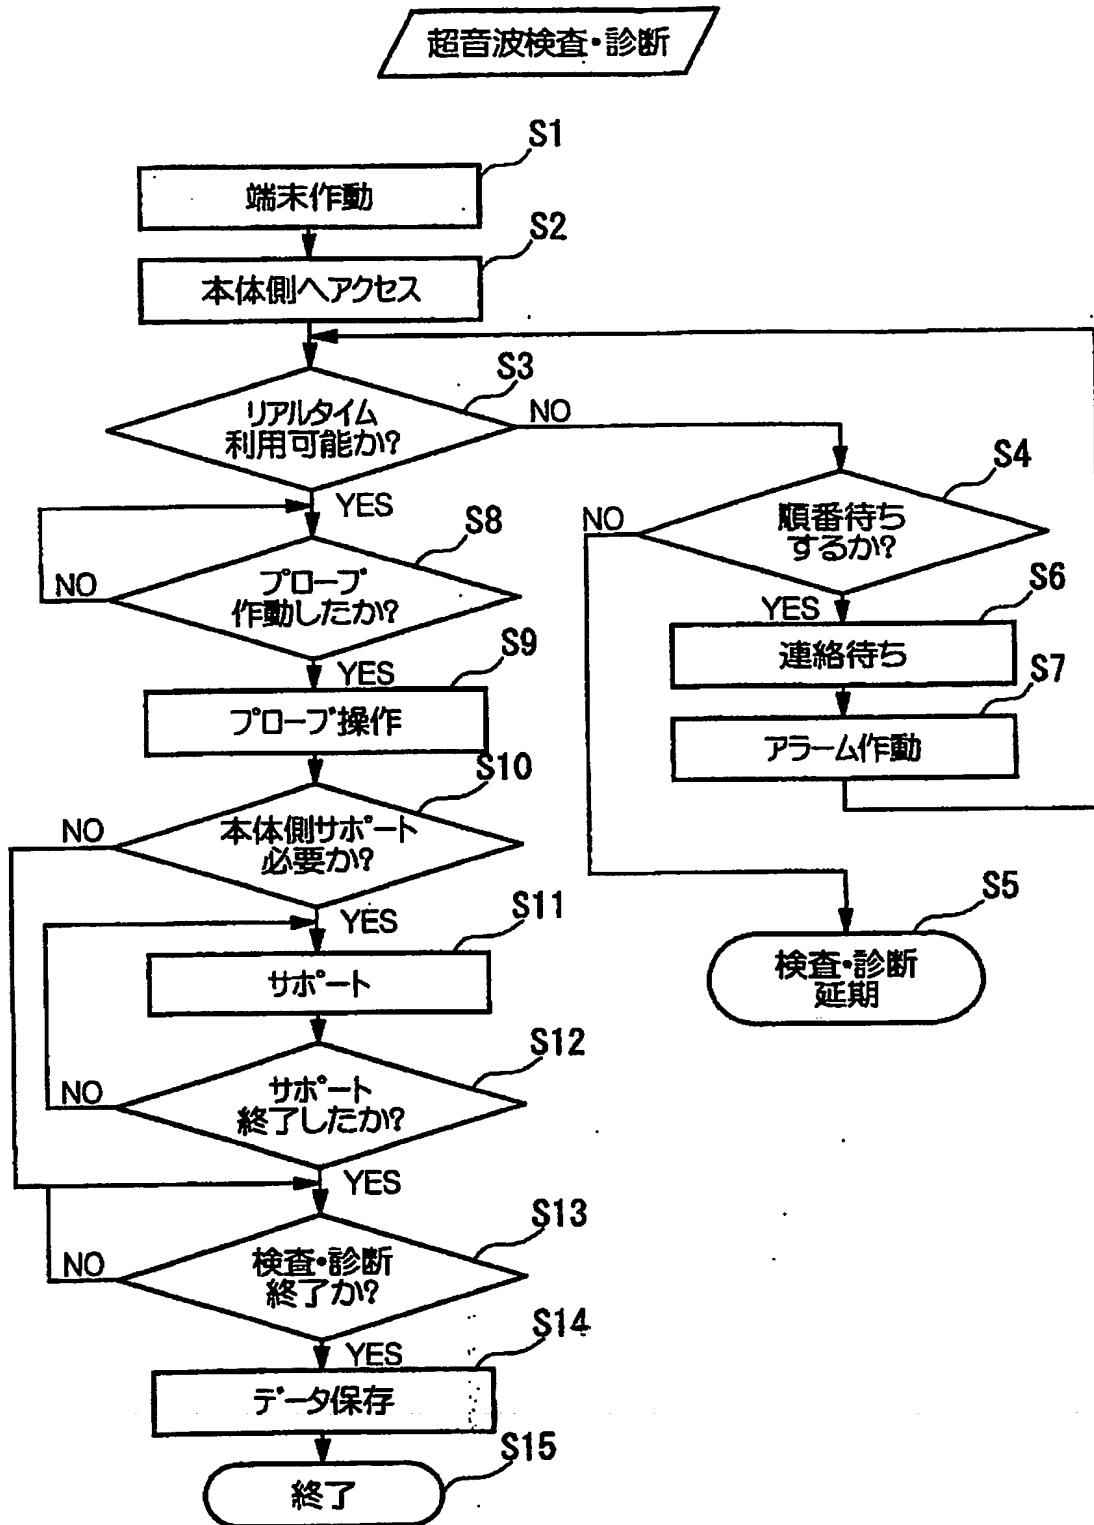 超音波検査・診断
S1
端末作動
S2
本体側へアクセス
S3
リアルタイム
利用可能か?
NO
YES
S4
順番待ち
するか?
NO
YES
S6
連絡待ち
S7
アラーム作動
S5
検査・診断
延期
S8
プローブ
作動したか?
NO
YES
S9
プローブ操作
S10
本体側サポート
必要か?
NO
YES
S11
サポート
S12
サポート
終了したか?
NO
YES
S13
検査・診断
終了か?
NO
YES
S14
データ保存
S15
終了